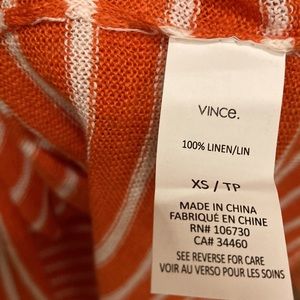 VINCE.
100% LINEN/LIN
XS / TP
MADE IN CHINA
FABRIQUÉ EN CHINE
RN# 106730
CA# 34460
SEE REVERSE FOR CARE
VOIR AU VERSO POUR LES SOINS